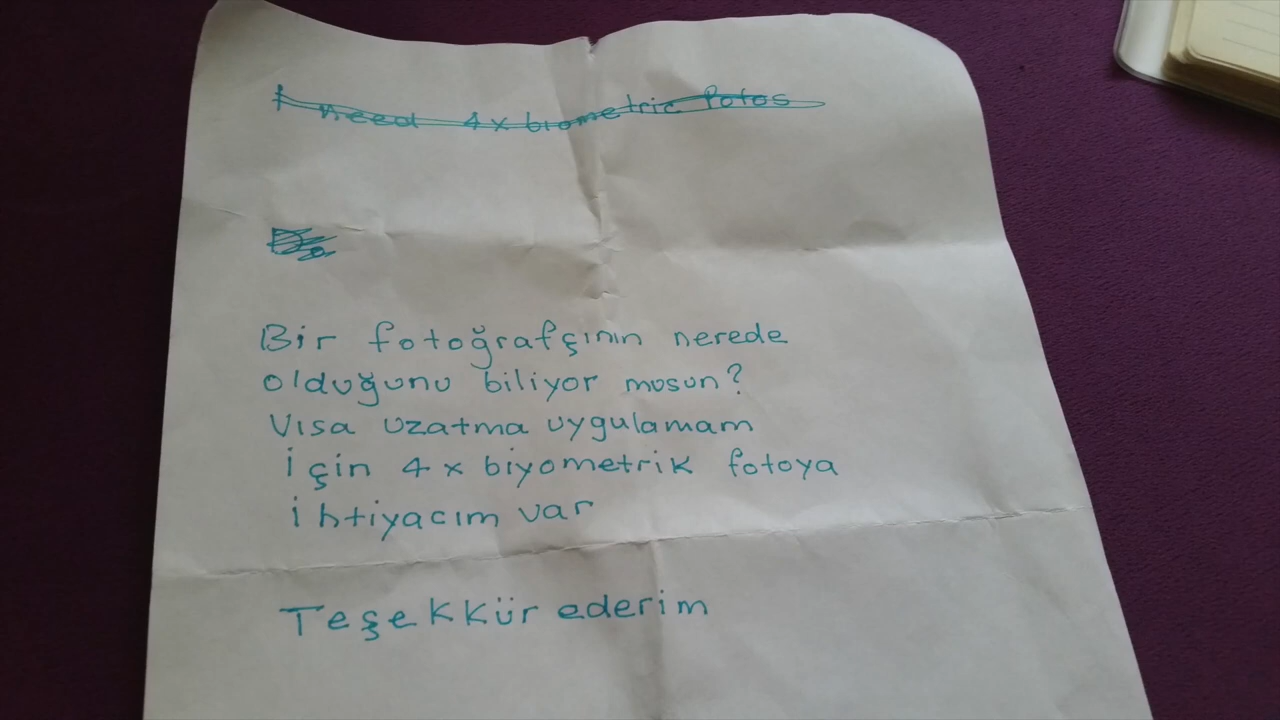 I need 4x biometric fotos
Bir fotoğrafçının nerede
olduğunu biliyor musun?
Visa uzatma uygulamam
için 4 x biyometrik fotoya
ihtiyacım var
Teşekkür ederim